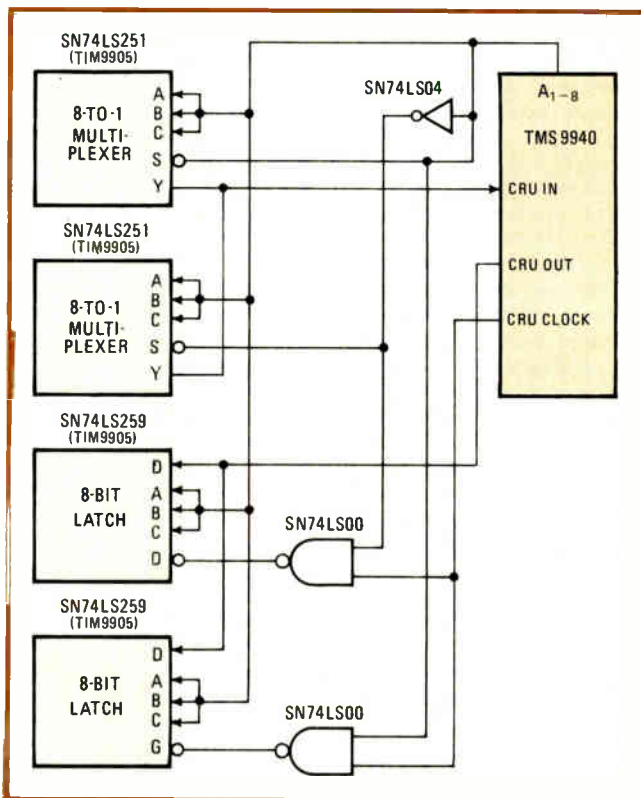 SN74LS251
(TIM9905)
8-TO-1
MULTI-
PLEXER
A
B
C
S
Y
SN74LS251
(TIM9905)
8-TO-1
MULTI-
PLEXER
A
B
C
S
Y
SN74LS259
(TIM9905)
8-BIT
LATCH
D
A
B
C
D
SN74LS259
(TIM9905)
8-BIT
LATCH
D
A
B
C
G
SN74LS04
SN74LS00
SN74LS00
A1–8
TMS 9940
CRU IN
CRU OUT
CRU CLOCK